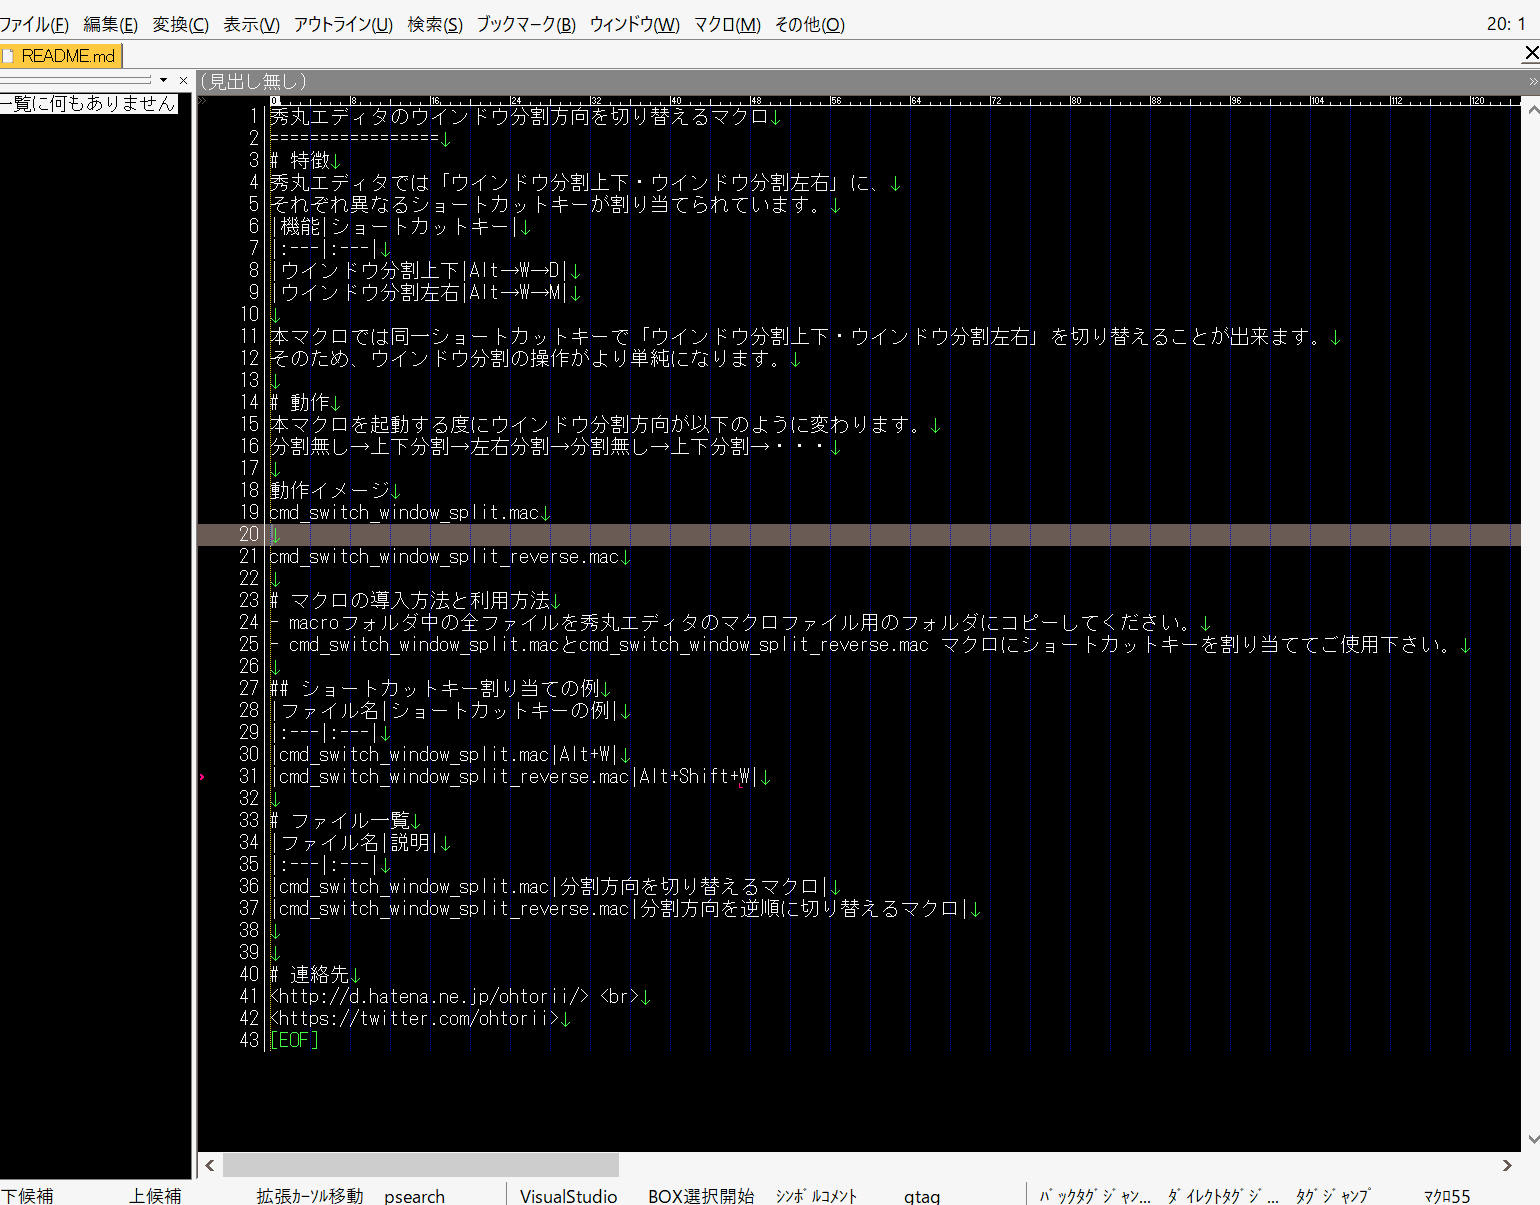 ファイル(F) 編集(E) 変換(C) 表示(V) アウトライン(U) 検索(S) ブックマーク(B) ウィンドウ(W) マクロ(M) その他(O) 20: 1
README.md
(見出し無し)
一覧に何もありません
0 8 16 24 32 40 48 56 64 72 80 88 96 104 112 120
1 秀丸エディタのウインドウ分割方向を切り替えるマクロ↓
2 =================↓
3 # 特徴↓
4 秀丸エディタでは「ウインドウ分割上下・ウインドウ分割左右」に、↓
5 それぞれ異なるショートカットキーが割り当てられています。↓
6 |機能|ショートカットキー|↓
7 |:---|:---|↓
8 |ウインドウ分割上下|Alt→W→D|↓
9 |ウインドウ分割左右|Alt→W→M|↓
10 ↓
11 本マクロでは同一ショートカットキーで「ウインドウ分割上下・ウインドウ分割左右」を切り替えることが出来ます。↓
12 そのため、ウインドウ分割の操作がより単純になります。↓
13 ↓
14 # 動作↓
15 本マクロを起動する度にウインドウ分割方向が以下のように変わります。↓
16 分割無し→上下分割→左右分割→分割無し→上下分割→・・・↓
17 ↓
18 動作イメージ↓
19 cmd_switch_window_split.mac↓
20 ↓
21 cmd_switch_window_split_reverse.mac↓
22 ↓
23 # マクロの導入方法と利用方法↓
24 - macroフォルダ中の全ファイルを秀丸エディタのマクロファイル用のフォルダにコピーしてください。↓
25 - cmd_switch_window_split.macとcmd_switch_window_split_reverse.mac マクロにショートカットキーを割り当ててご使用下さい。↓
26 ↓
27 ## ショートカットキー割り当ての例↓
28 |ファイル名|ショートカットキーの例|↓
29 |:---|:---|↓
30 |cmd_switch_window_split.mac|Alt+W|↓
31 |cmd_switch_window_split_reverse.mac|Alt+Shift+W|↓
32 ↓
33 # ファイル一覧↓
34 |ファイル名|説明|↓
35 |:---|:---|↓
36 |cmd_switch_window_split.mac|分割方向を切り替えるマクロ|↓
37 |cmd_switch_window_split_reverse.mac|分割方向を逆順に切り替えるマクロ|↓
38 ↓
39 ↓
40 # 連絡先↓
41 <http://d.hatena.ne.jp/ohtorii/> <br>↓
42 <https://twitter.com/ohtorii>↓
43 [EOF]
下候補 上候補 拡張ｶｰｿﾙ移動 psearch VisualStudio BOX選択開始 ｼﾝﾎﾞﾙｺﾒﾝﾄ gtag ﾊﾞｯｸﾀｸﾞｼﾞｬﾝ... ﾀﾞｲﾚｸﾄﾀｸﾞｼﾞ... ﾀｸﾞｼﾞｬﾝﾌﾟ ﾏｸﾛ55